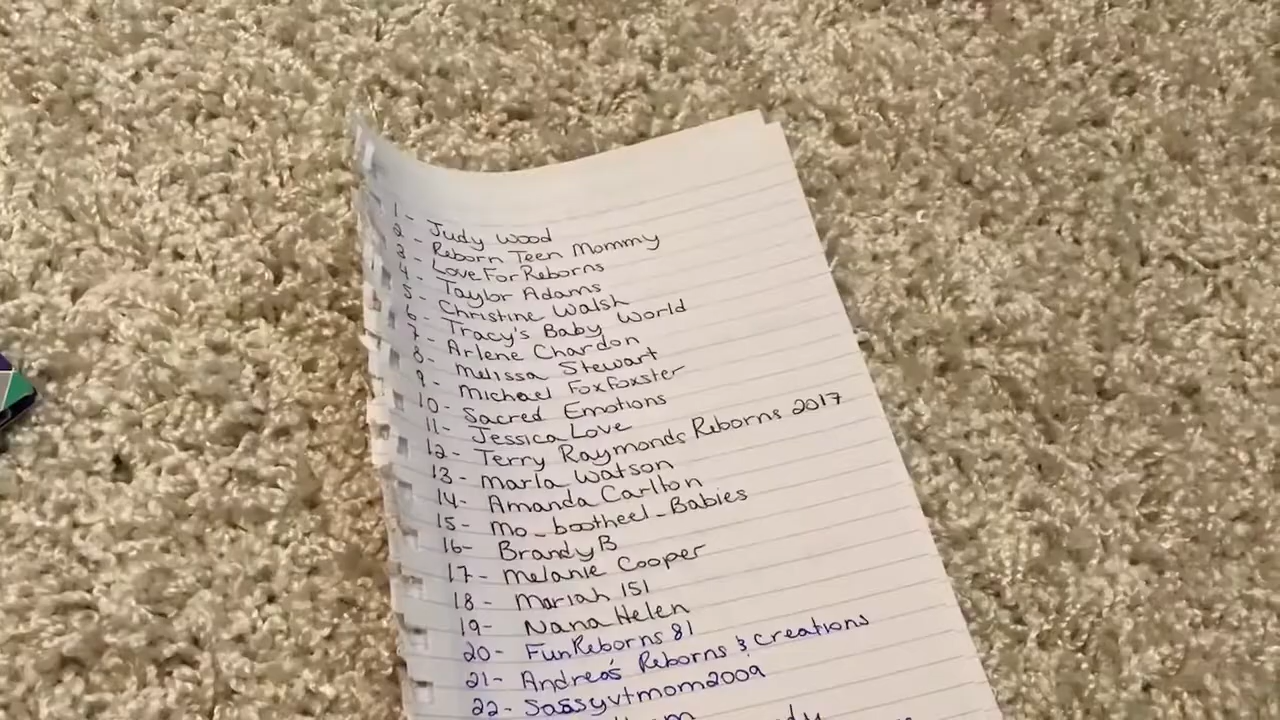 1- Judy Wood
2- Reborn Teen Mommy
3- LoveForReborns
4- Taylor Adams
5- Christine Walsh
6- Tracy's Baby World
7- Arlene Chardon
8- Melissa Stewart
9- Michael Foxfoxster
10- Sacred Emotions
11- Jessica Love
12- Terry Raymonds Reborns 2017
13- Marla Watson
14- Amanda Carlton
15- Mo_bootheel_Babies
16- Brandy B
17- Melanie Cooper
18- Mariah 151
19- Nana Helen
20- FunReborns81
21- Andrea's Reborns & Creations
22- Sassyvtmom2009